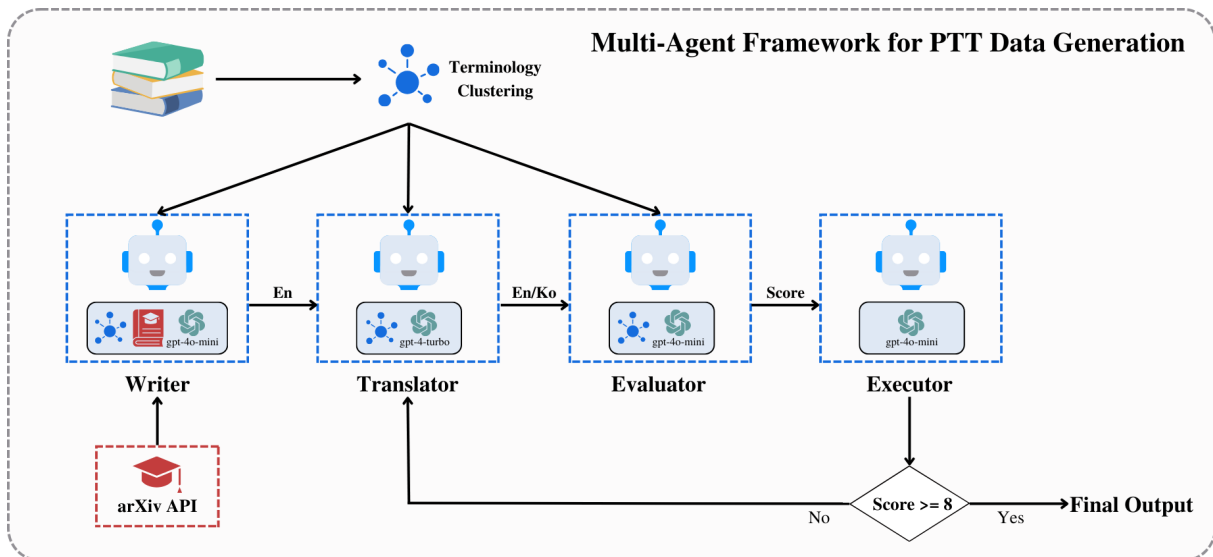 Multi-Agent Framework for PTT Data Generation
Terminology
Clustering
En
En/Ko
Score
gpt-4o-mini
gpt-4-turbo
gpt-4o-mini
gpt-4o-mini
Writer
Translator
Evaluator
Executor
arXiv API
Score >= 8
No
Yes
Final Output